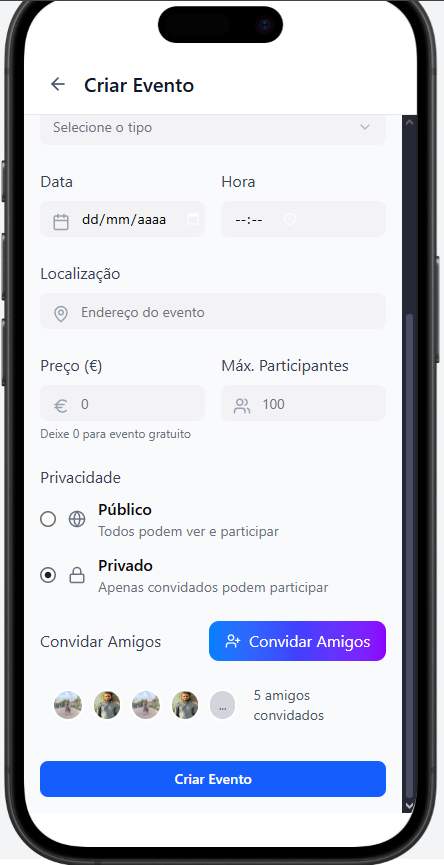 Criar Evento
Selecione o tipo
Data
Hora
dd/mm/aaaa
--:--
Localização
Endereço do evento
Preço (€)
Máx. Participantes
€ 0
100
Deixe 0 para evento gratuito
Privacidade
Público
Todos podem ver e participar
Privado
Apenas convidados podem participar
Convidar Amigos
Convidar Amigos
...
5 amigos
convidados
Criar Evento